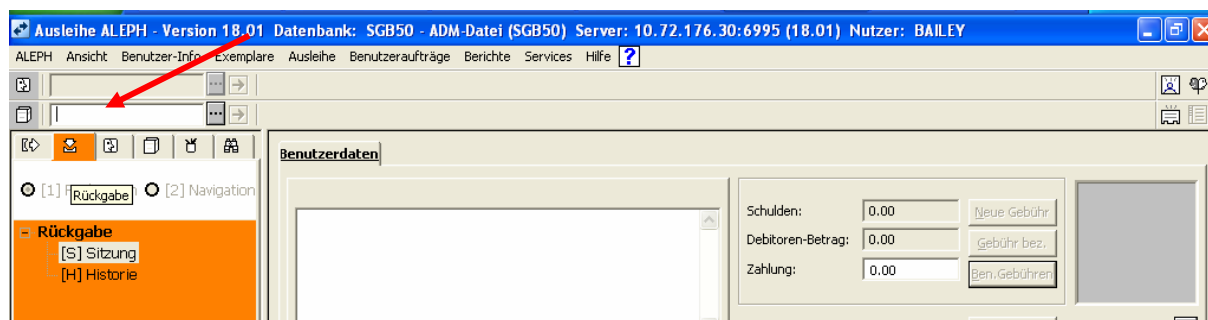 Ausleihe ALEPH - Version 18.01 Datenbank: SGB50 - ADM-Datei (SGB50) Server: 10.72.176.30:6995 (18.01) Nutzer: BAILEY
ALEPH Ansicht Benutzer-Info Exemplare Ausleihe Benutzeraufträge Berichte Services Hilfe ?
Benutzerdaten
[1] [2] Navigation
Rückgabe
Rückgabe
[S] Sitzung
[H] Historie
Schulden: 0.00 Neue Gebühr
Debitoren-Betrag: 0.00 Gebühr bez.
Zahlung: 0.00 Ben.Gebühren